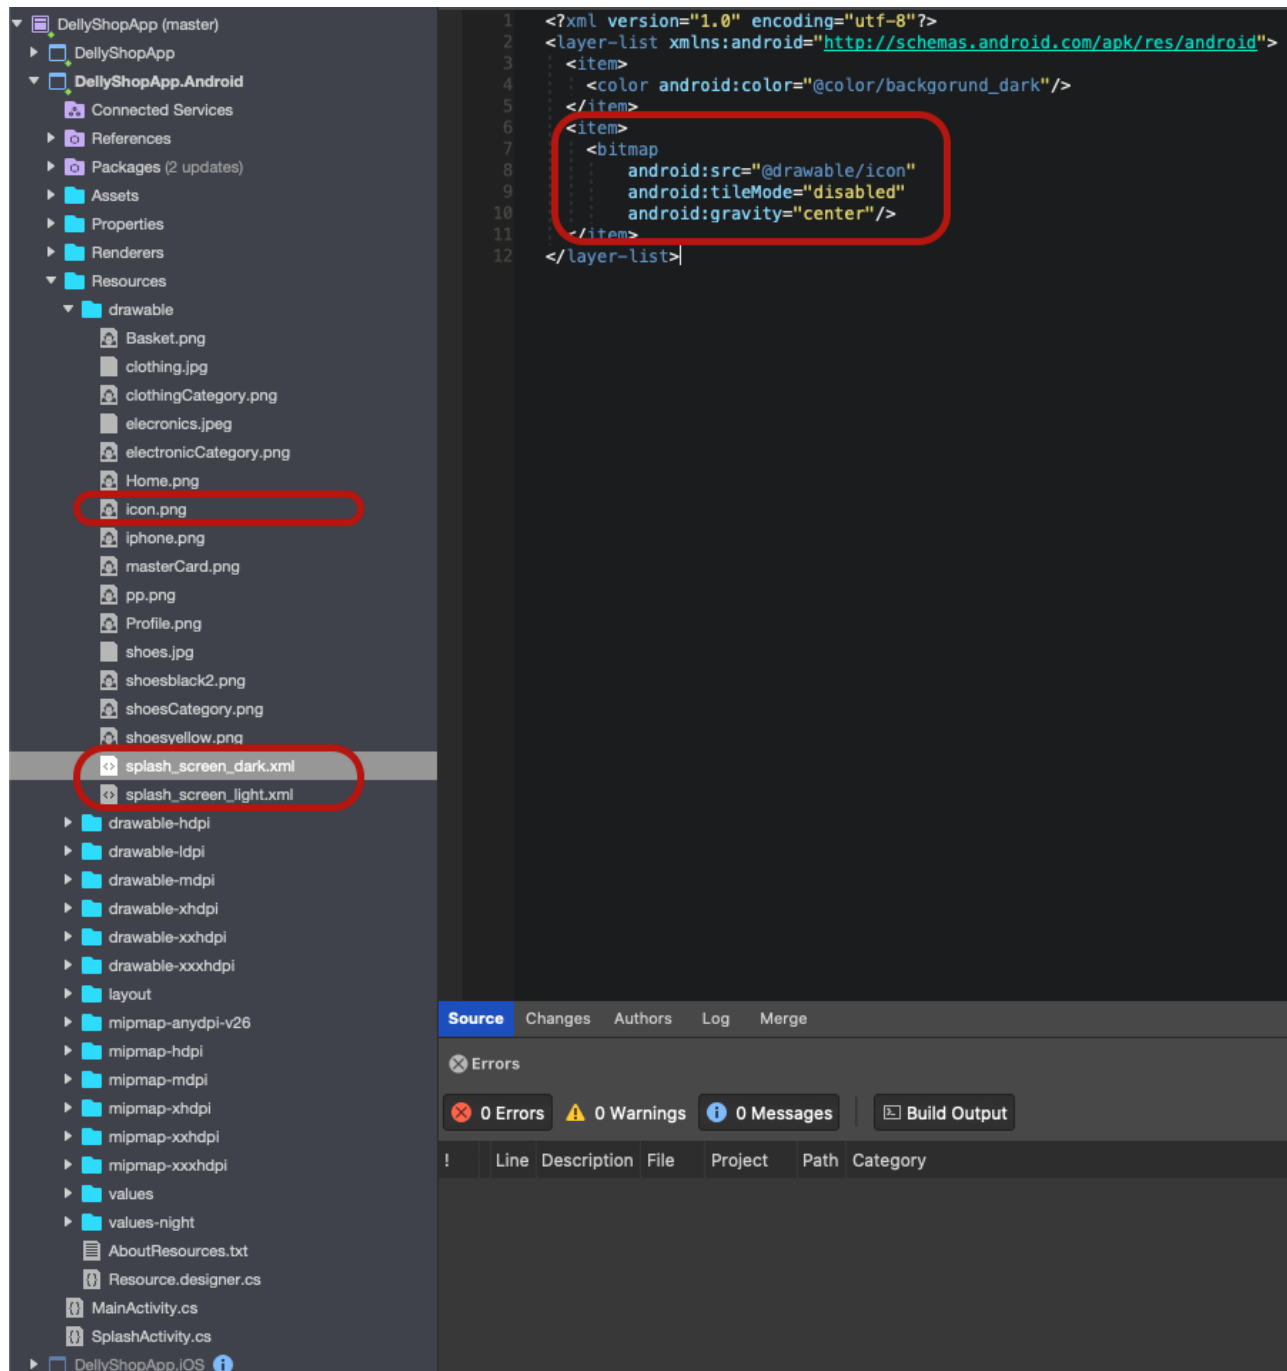 DellyShopApp (master)
DellyShopApp
DellyShopApp.Android
Connected Services
References
Packages (2 updates)
Assets
Properties
Renderers
Resources
drawable
Basket.png
clothing.jpg
clothingCategory.png
elecronics.jpeg
electronicCategory.png
Home.png
icon.png
iphone.png
masterCard.png
pp.png
Profile.png
shoes.jpg
shoesblack2.png
shoesCategory.png
shoesyellow.png
splash_screen_dark.xml
splash_screen_light.xml
drawable-hdpi
drawable-ldpi
drawable-mdpi
drawable-xhdpi
drawable-xxhdpi
drawable-xxxhdpi
layout
mipmap-anydpi-v26
mipmap-hdpi
mipmap-mdpi
mipmap-xhdpi
mipmap-xxhdpi
mipmap-xxxhdpi
values
values-night
AboutResources.txt
Resource.designer.cs
MainActivity.cs
SplashActivity.cs
DellyShopApp.iOS
1 <?xml version="1.0" encoding="utf-8"?>
2 <layer-list xmlns:android="http://schemas.android.com/apk/res/android">
3 <item>
4 <color android:color="@color/backgorund_dark"/>
5 </item>
6 <item>
7 <bitmap
8 android:src="@drawable/icon"
9 android:tileMode="disabled"
10 android:gravity="center"/>
11 </item>
12 </layer-list>
Source Changes Authors Log Merge
Errors
0 Errors 0 Warnings 0 Messages Build Output
! Line Description File Project Path Category